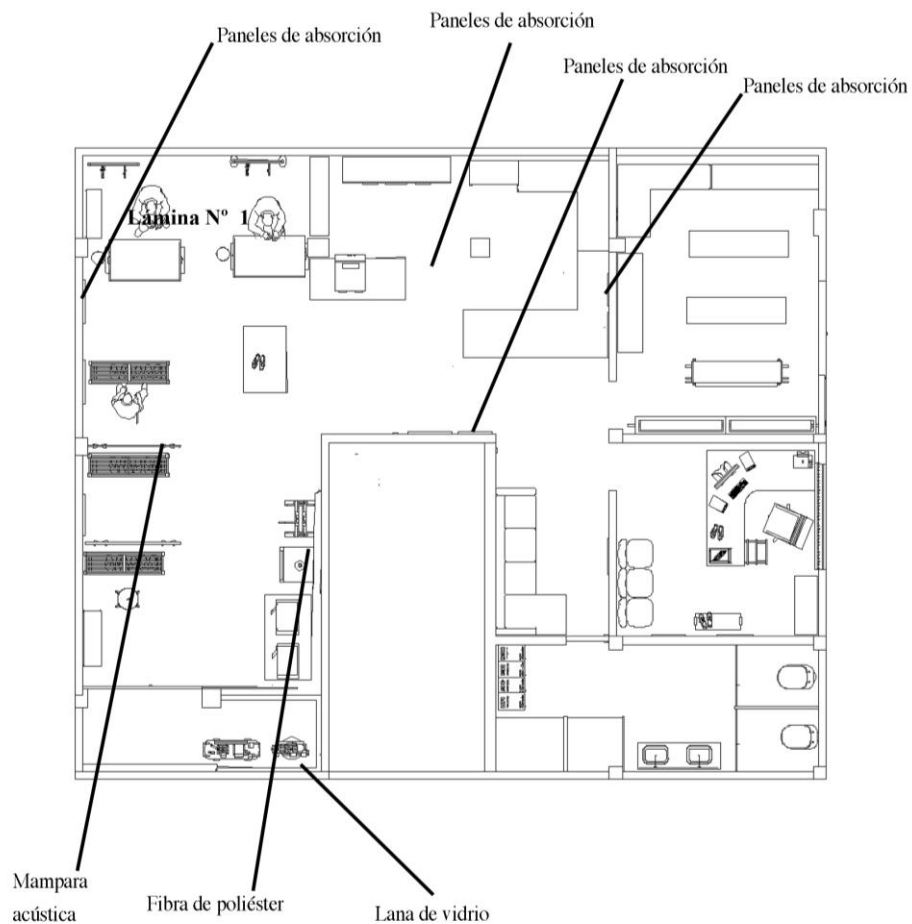 Paneles de absorción
Paneles de absorción
Paneles de absorción
Paneles de absorción
Lámina Nº 1
Mampara
acústica
Fibra de poliéster
Lana de vidrio